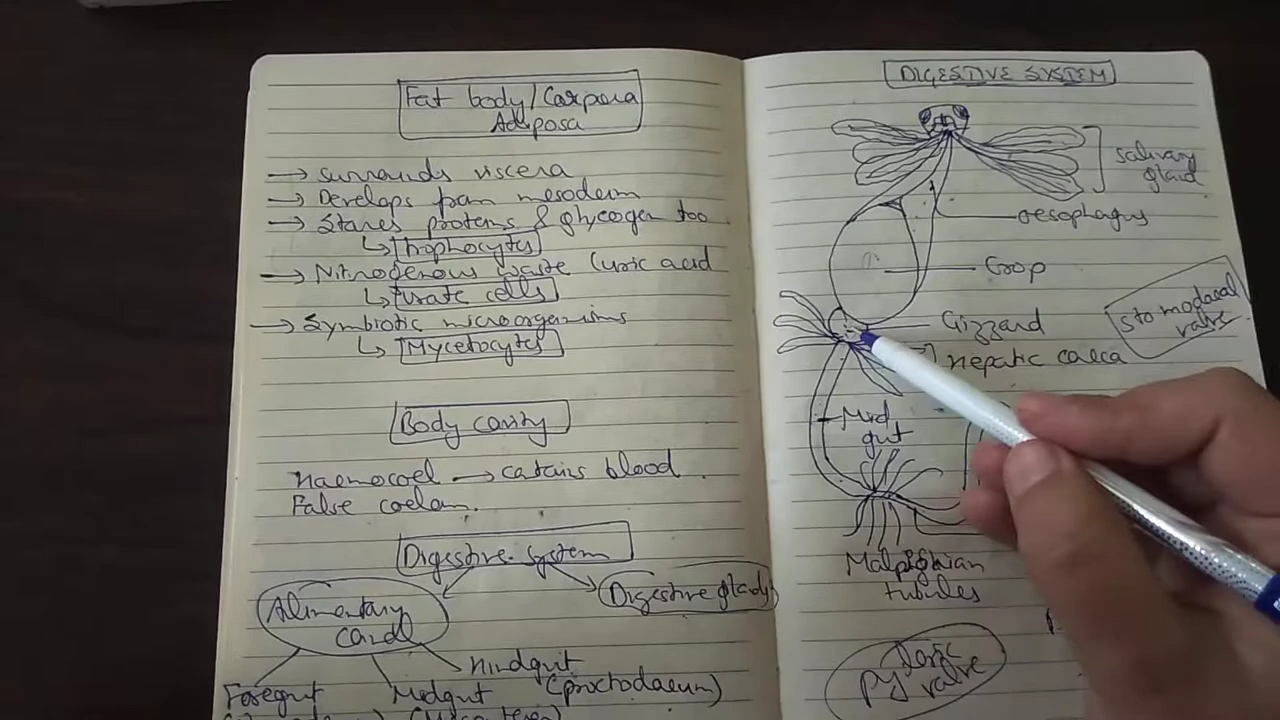 Fat body / Carpora
Adiposa
→ surrounds viscera
→ Develops from mesoderm
→ Stores proteins & glycogen too
↳ Trophocytes
→ Nitrogenous waste (uric acid
↳ urate cells
→ Symbiotic microorganisms
↳ Mycetocytes
Body cavity
Haemocoel → contains blood
False coelom.
Digestive system
Alimentary
canal
Digestive glands
Hindgut
Foregut
Midgut (proctodaeum)
DIGESTIVE SYSTEM
salivary
gland
oesophagus
Crop
Gizzard
stomodaeal
valve
hepatic caeca
Mid
gut
Malpighian
tubules
pyloric
valve